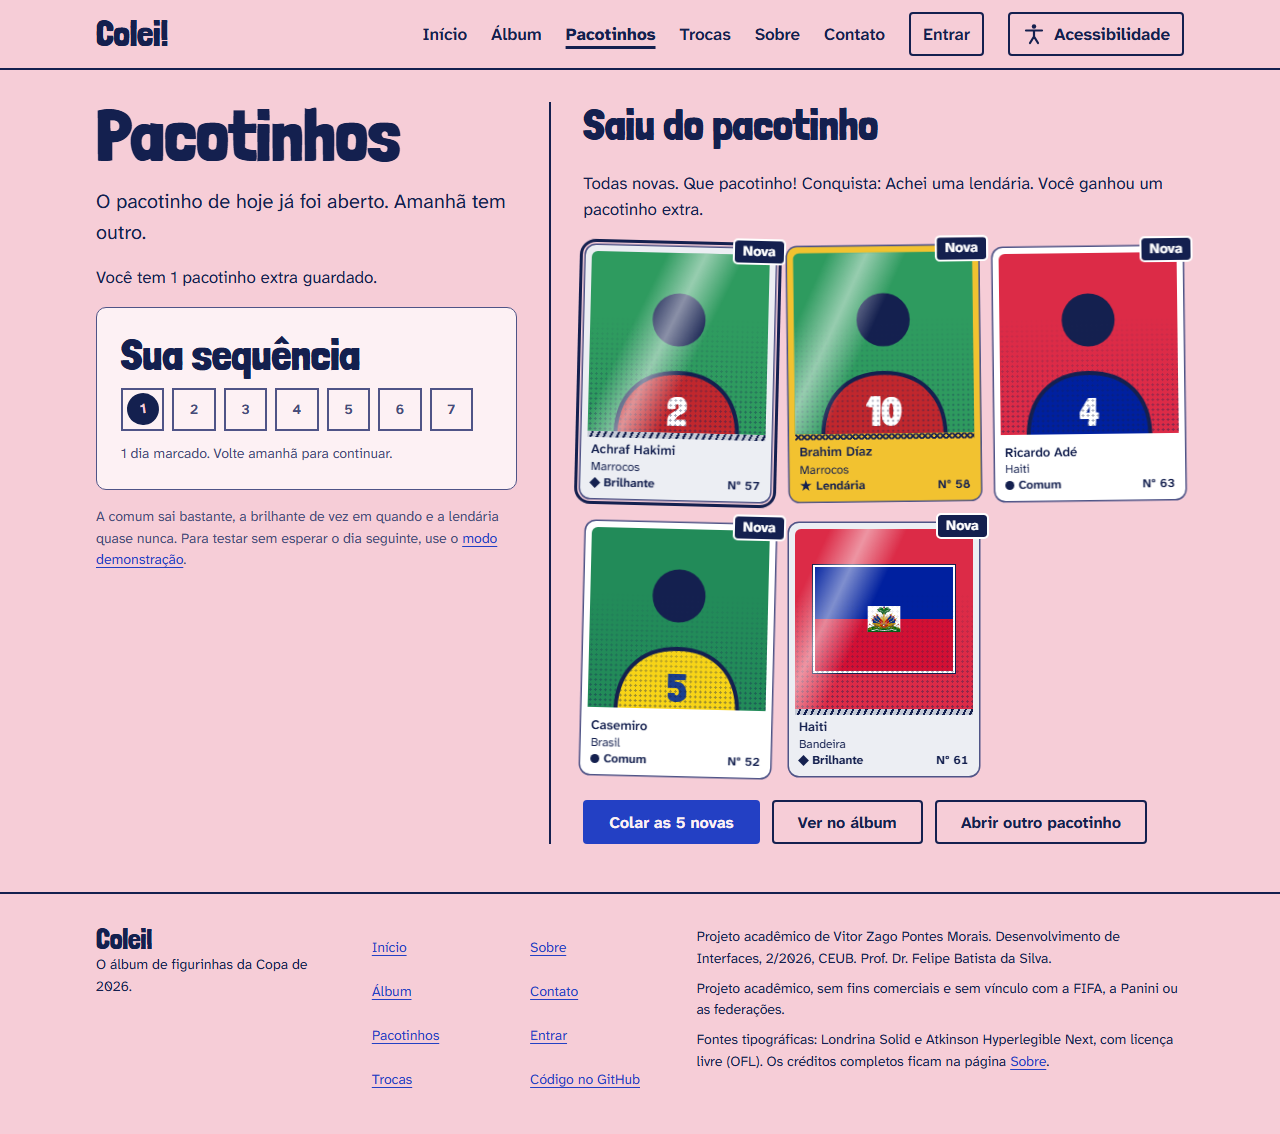 Colei!
Início
Álbum
Pacotinhos
Trocas
Sobre
Contato
Entrar
Acessibilidade
Pacotinhos
O pacotinho de hoje já foi aberto. Amanhã tem
outro.
Você tem 1 pacotinho extra guardado.
Sua sequência
1 2 3 4 5 6 7
1 dia marcado. Volte amanhã para continuar.
A comum sai bastante, a brilhante de vez em quando e a lendária
quase nunca. Para testar sem esperar o dia seguinte, use o modo
demonstração.
Saiu do pacotinho
Todas novas. Que pacotinho! Conquista: Achei uma lendária. Você ganhou um
pacotinho extra.
Nova
2
Achraf Hakimi
Marrocos
Brilhante Nº 57
Nova
10
Brahim Díaz
Marrocos
Lendária Nº 58
Nova
4
Ricardo Adé
Haiti
Comum Nº 63
Nova
5
Casemiro
Brasil
Comum Nº 52
Nova
Haiti
Bandeira
Brilhante Nº 61
Colar as 5 novas
Ver no álbum
Abrir outro pacotinho
Colei!
O álbum de figurinhas da Copa de
2026.
Início
Álbum
Pacotinhos
Trocas
Sobre
Contato
Entrar
Código no GitHub
Projeto acadêmico de Vitor Zago Pontes Morais. Desenvolvimento de
Interfaces, 2/2026, CEUB. Prof. Dr. Felipe Batista da Silva.
Projeto acadêmico, sem fins comerciais e sem vínculo com a FIFA, a Panini ou
as federações.
Fontes tipográficas: Londrina Solid e Atkinson Hyperlegible Next, com licença
livre (OFL). Os créditos completos ficam na página Sobre.